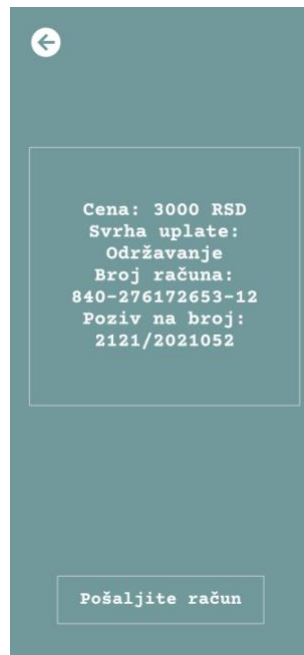 Cena: 3000 RSD
Svrha uplate:
Održavanje
Broj računa:
840-276172653-12
Poziv na broj:
2121/2021052
Pošaljite račun